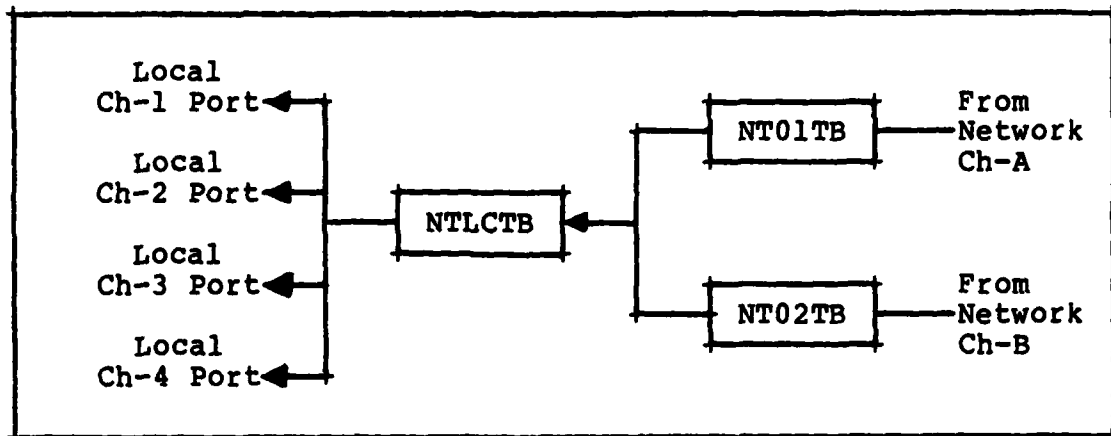 Local
Ch-1 Port
Local
Ch-2 Port
Local
Ch-3 Port
Local
Ch-4 Port
NTLCTB
NT01TB
NT02TB
From
Network
Ch-A
From
Network
Ch-B